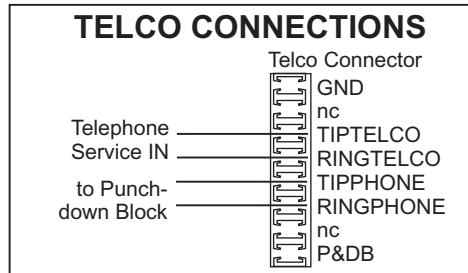 TELCO CONNECTIONS
Telco Connector
GND
nc
TIPTELCO
RINGTELCO
TIPPHONE
RINGPHONE
nc
P&DB
Telephone
Service IN
to Punch-
down Block